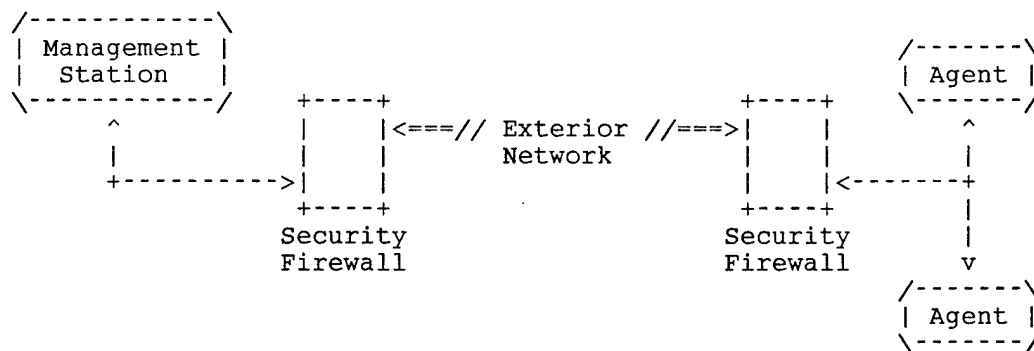 Management
Station
Agent
Exterior
Network
Security
Firewall
Security
Firewall
Agent